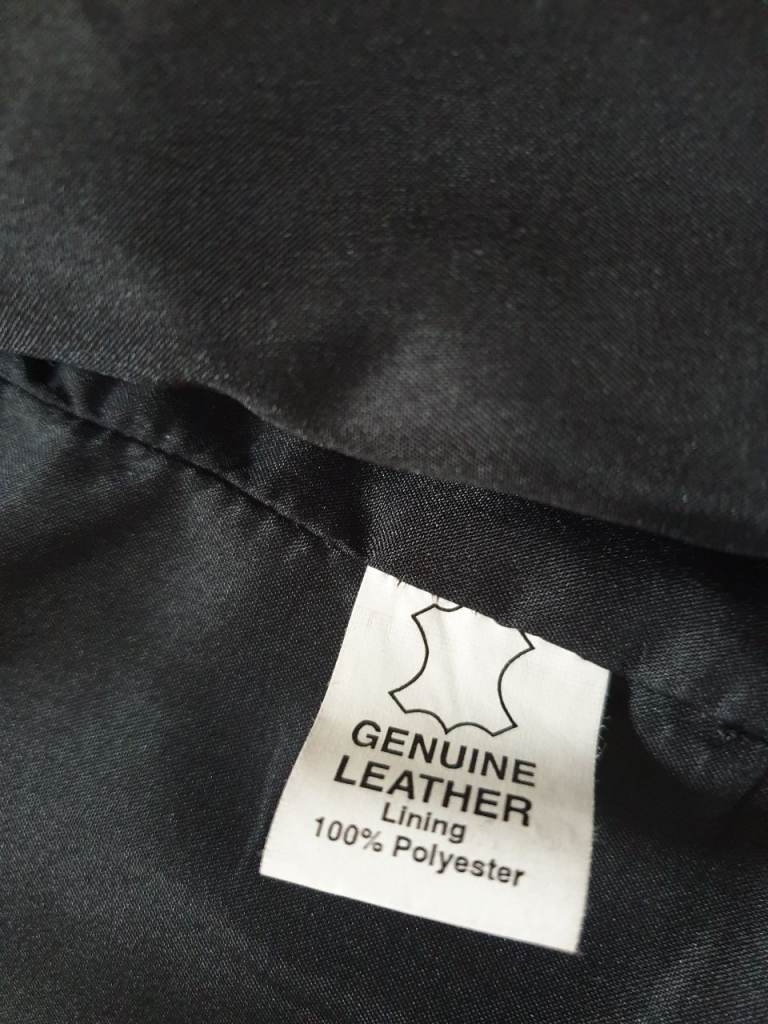 GENUINE
LEATHER
Lining
100% Polyester